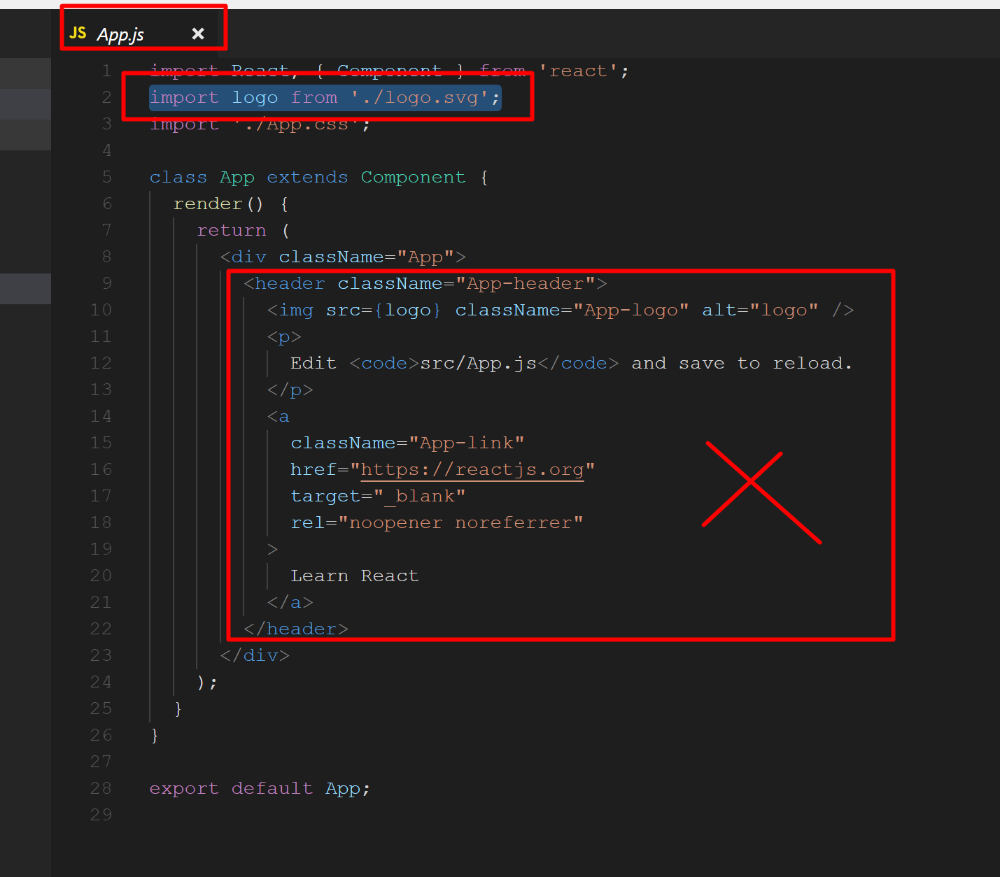 JS App.js ×
1 import React, { Component } from 'react';
2 import logo from './logo.svg';
3 import './App.css';
4
5 class App extends Component {
6 render() {
7 return (
8 <div className="App">
9 <header className="App-header">
10 <img src={logo} className="App-logo" alt="logo" />
11 <p>
12 Edit <code>src/App.js</code> and save to reload.
13 </p>
14 <a
15 className="App-link"
16 href="https://reactjs.org"
17 target="_blank"
18 rel="noopener noreferrer"
19 >
20 Learn React
21 </a>
22 </header>
23 </div>
24 );
25 }
26 }
27
28 export default App;
29